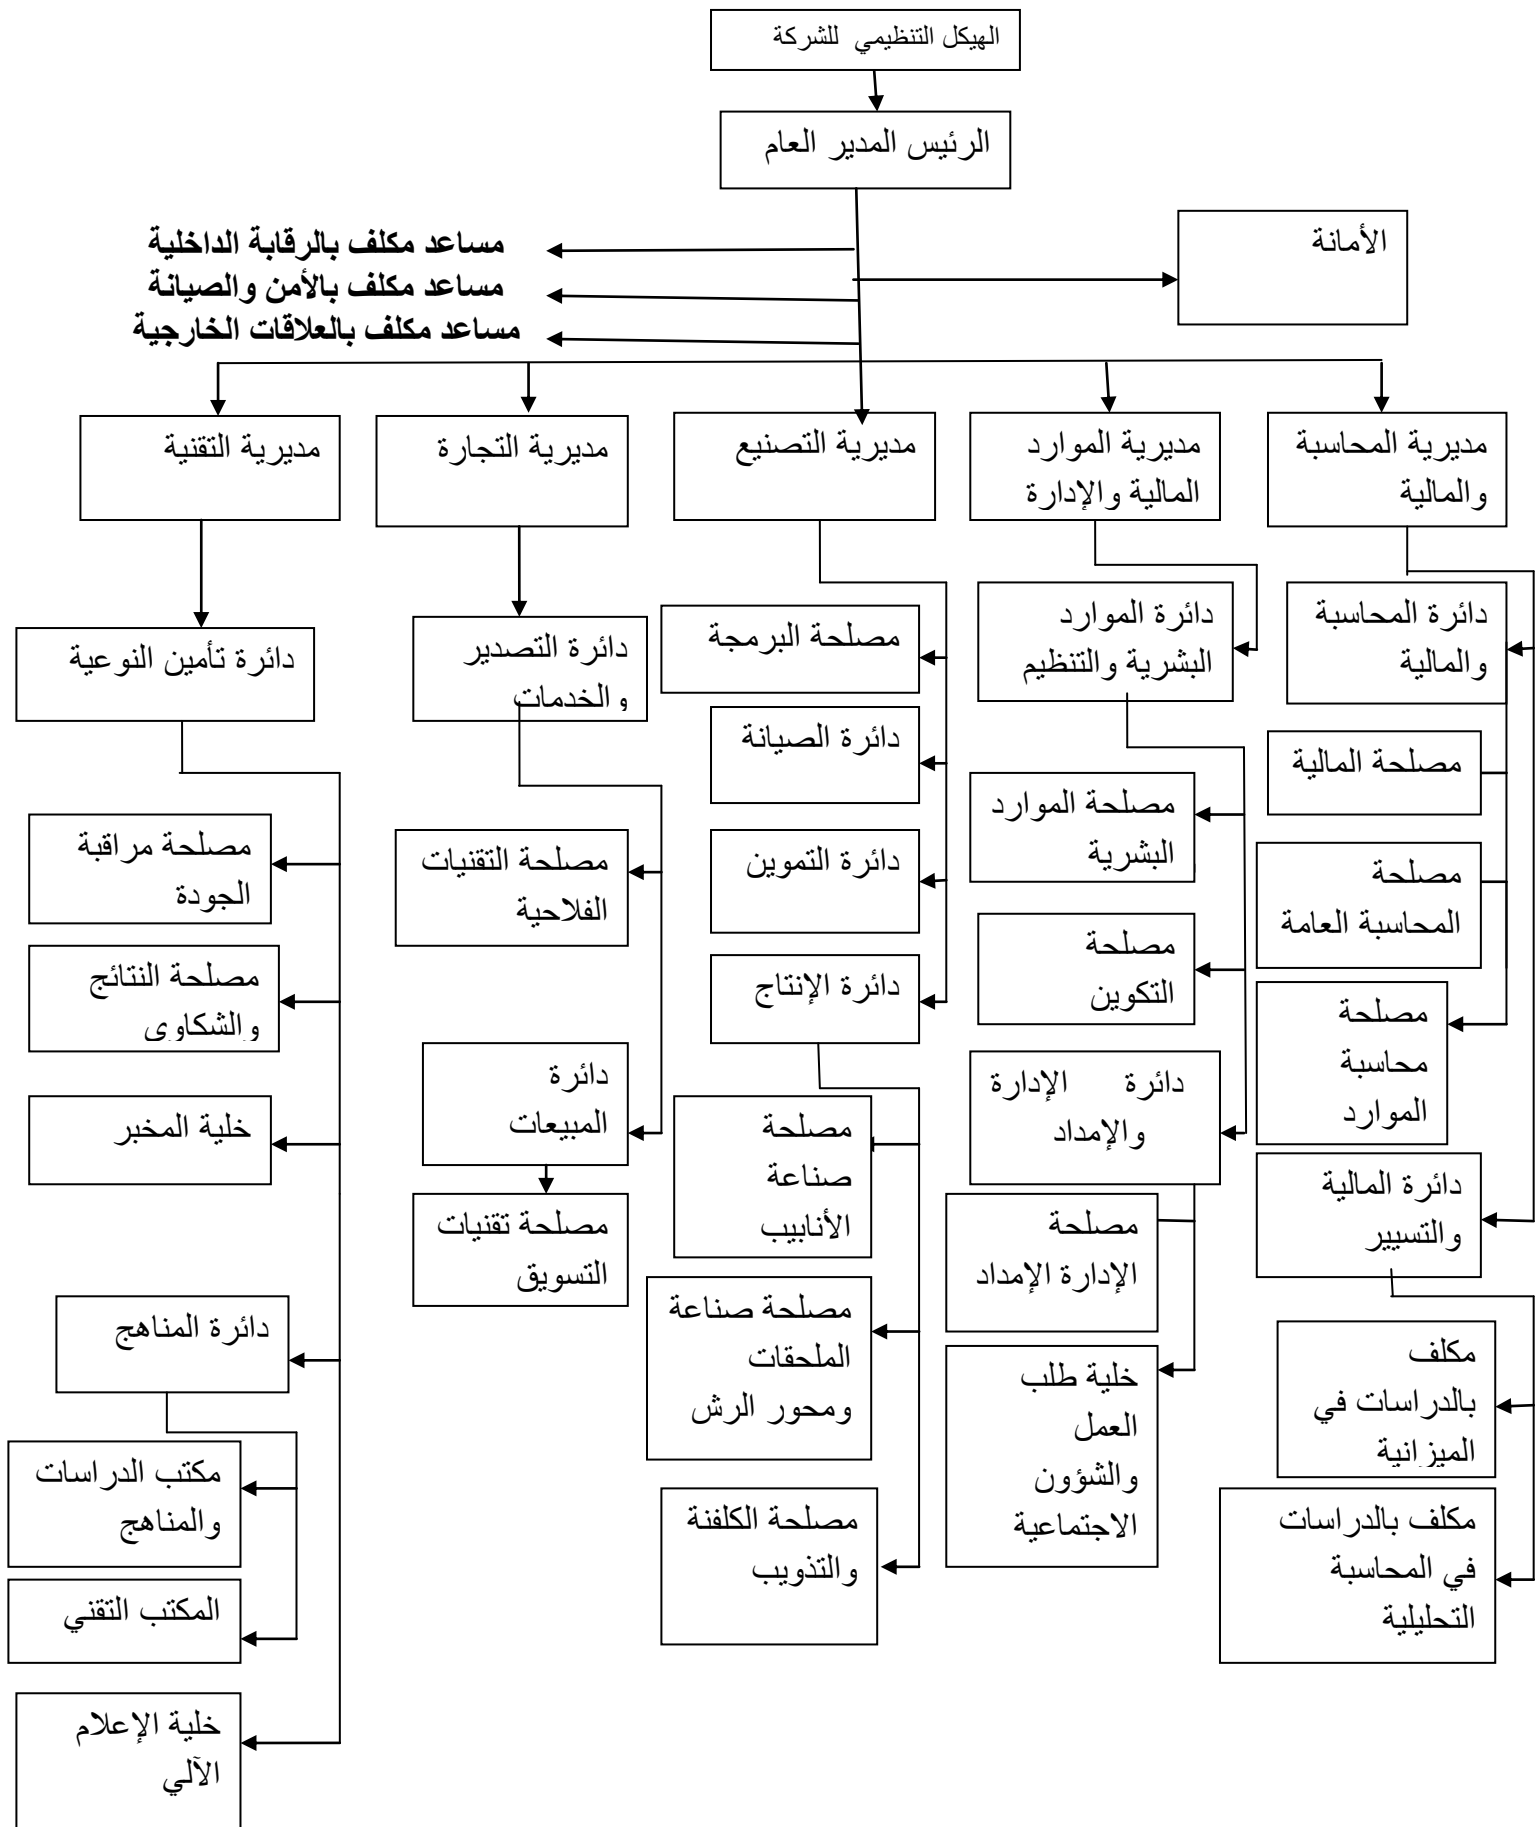 الهيكل التنظيمي للشركة
الرئيس المدير العام
الأمانة
مساعد مكلف بالرقابة الداخلية
مساعد مكلف بالأمن والصيانة
مساعد مكلف بالعلاقات الخارجية
مديرية المحاسبة
والمالية
مديرية الموارد
المالية والإدارة
مديرية التصنيع
مديرية التجارة
مديرية التقنية
دائرة المحاسبة
والمالية
مصلحة المالية
مصلحة
المحاسبة العامة
مصلحة
محاسبة
الموارد
دائرة المالية
والتسيير
مكلف
بالدراسات في
الميزانية
مكلف بالدراسات
في المحاسبة
التحليلية
دائرة الموارد
البشرية والتنظيم
مصلحة الموارد
البشرية
مصلحة
التكوين
دائرة الإدارة
والإمداد
مصلحة
الإدارة الإمداد
خلية طلب
العمل
والشؤون
الاجتماعية
مصلحة البرمجة
دائرة الصيانة
دائرة التموين
دائرة الإنتاج
مصلحة
صناعة
الأنابيب
مصلحة صناعة
الملحقات
ومحور الرش
مصلحة الكلفنة
والتذويب
دائرة التصدير
والخدمات
مصلحة التقنيات
الفلاحية
دائرة
المبيعات
مصلحة تقنيات
التسويق
دائرة تأمين النوعية
مصلحة مراقبة
الجودة
مصلحة النتائج
والشكاوى
خلية المخبر
دائرة المناهج
مكتب الدراسات
والمناهج
المكتب التقني
خلية الإعلام
الآلي